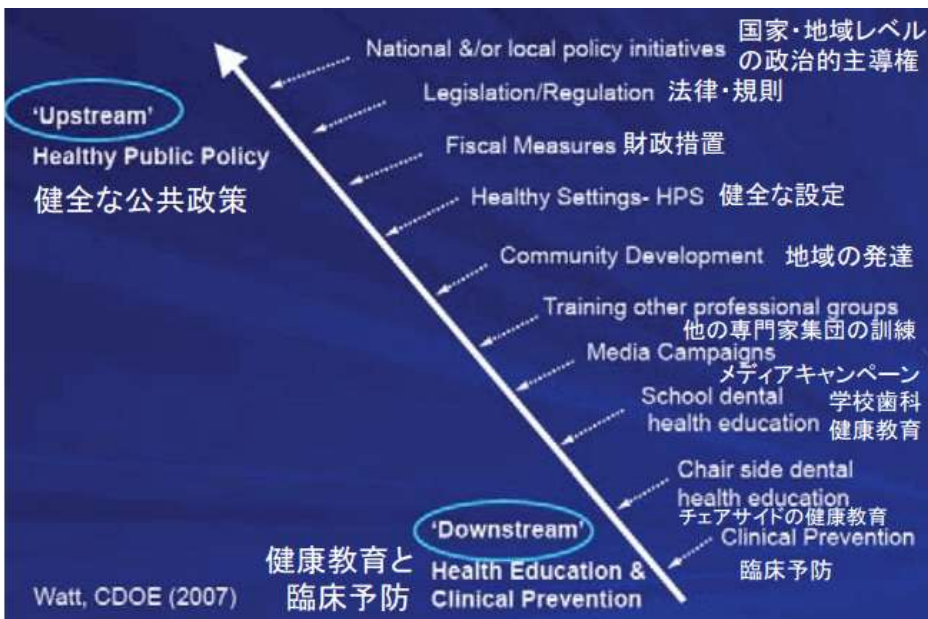 National &/or local policy initiatives 国家・地域レベル
の政治的主導権
Legislation/Regulation 法律・規則
'Upstream'
Healthy Public Policy
健全な公共政策
Fiscal Measures 財政措置
Healthy Settings- HPS 健全な設定
Community Development 地域の発達
Training other professional groups
他の専門家集団の訓練
Media Campaigns
メディアキャンペーン
School dental 学校歯科
health education 健康教育
Chair side dental
health education
チェアサイドの健康教育
Clinical Prevention
臨床予防
'Downstream'
Health Education &
Clinical Prevention
健康教育と
臨床予防
Watt, CDOE (2007)